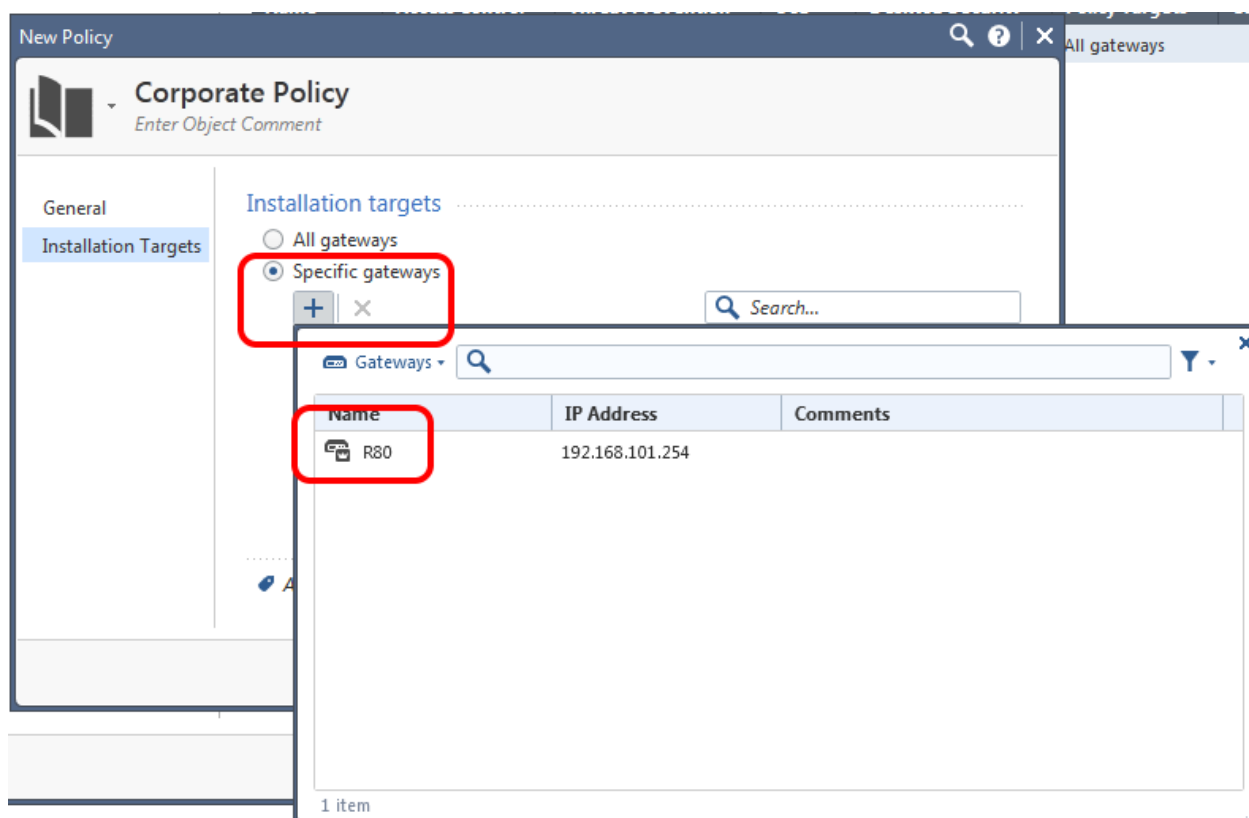 New Policy
All gateways
Corporate Policy
Enter Object Comment
General
Installation Targets
Installation targets
All gateways
Specific gateways
Search...
Gateways
Name IP Address Comments
R80 192.168.101.254
1 item